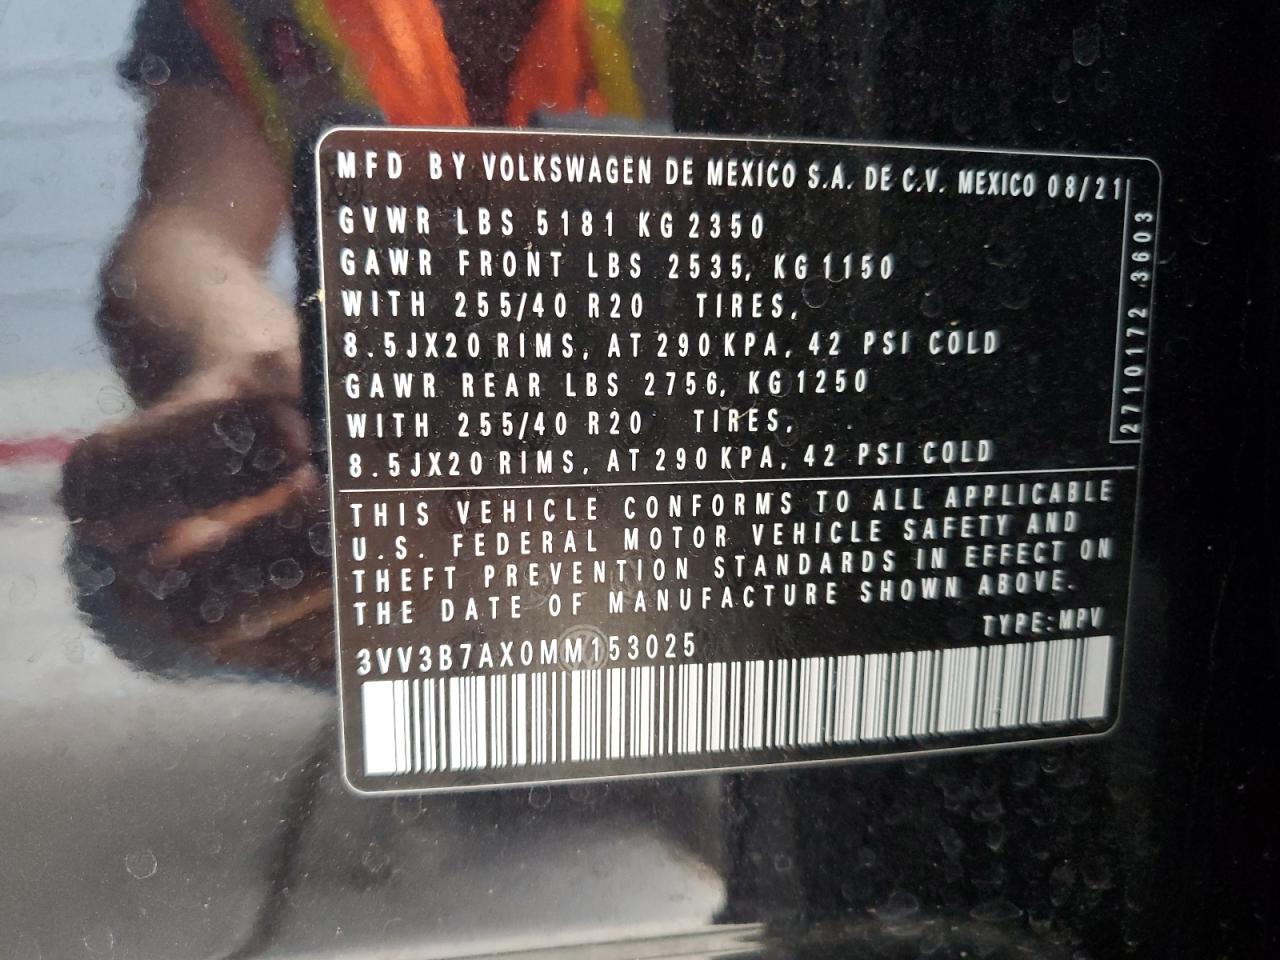 MFD BY VOLKSWAGEN DE MEXICO S.A. DE C.V. MEXICO 08/21
GVWR LBS 5181 KG 2350
GAWR FRONT LBS 2535, KG 1150
WITH 255/40 R20 TIRES,
8.5JX20 RIMS, AT 290 KPA, 42 PSI COLD
GAWR REAR LBS 2756, KG 1250
WITH 255/40 R20 TIRES,
8.5JX20 RIMS, AT 290 KPA, 42 PSI COLD
2710172 3603
THIS VEHICLE CONFORMS TO ALL APPLICABLE
U.S. FEDERAL MOTOR VEHICLE SAFETY AND
THEFT PREVENTION STANDARDS IN EFFECT ON
THE DATE OF MANUFACTURE SHOWN ABOVE.
TYPE: MPV
3VV3B7AX0MM153025